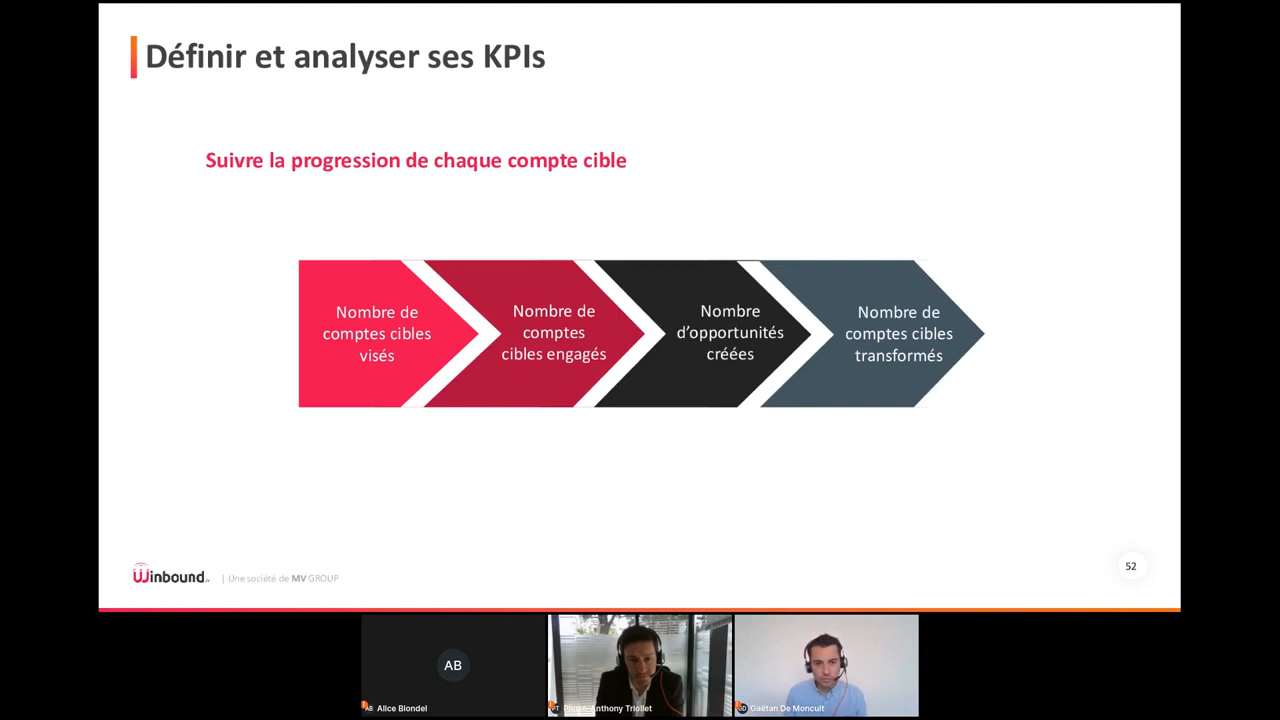 Définir et analyser ses KPIs
Suivre la progression de chaque compte cible
Nombre de
comptes cibles
visés
Nombre de
comptes
cibles engagés
Nombre
d'opportunités
créées
Nombre de
comptes cibles
transformés
Winbound
| Une société de MV GROUP
52
AB
AB Alice Blondel
Anthony Triollet
Gaëtan De Moncuit